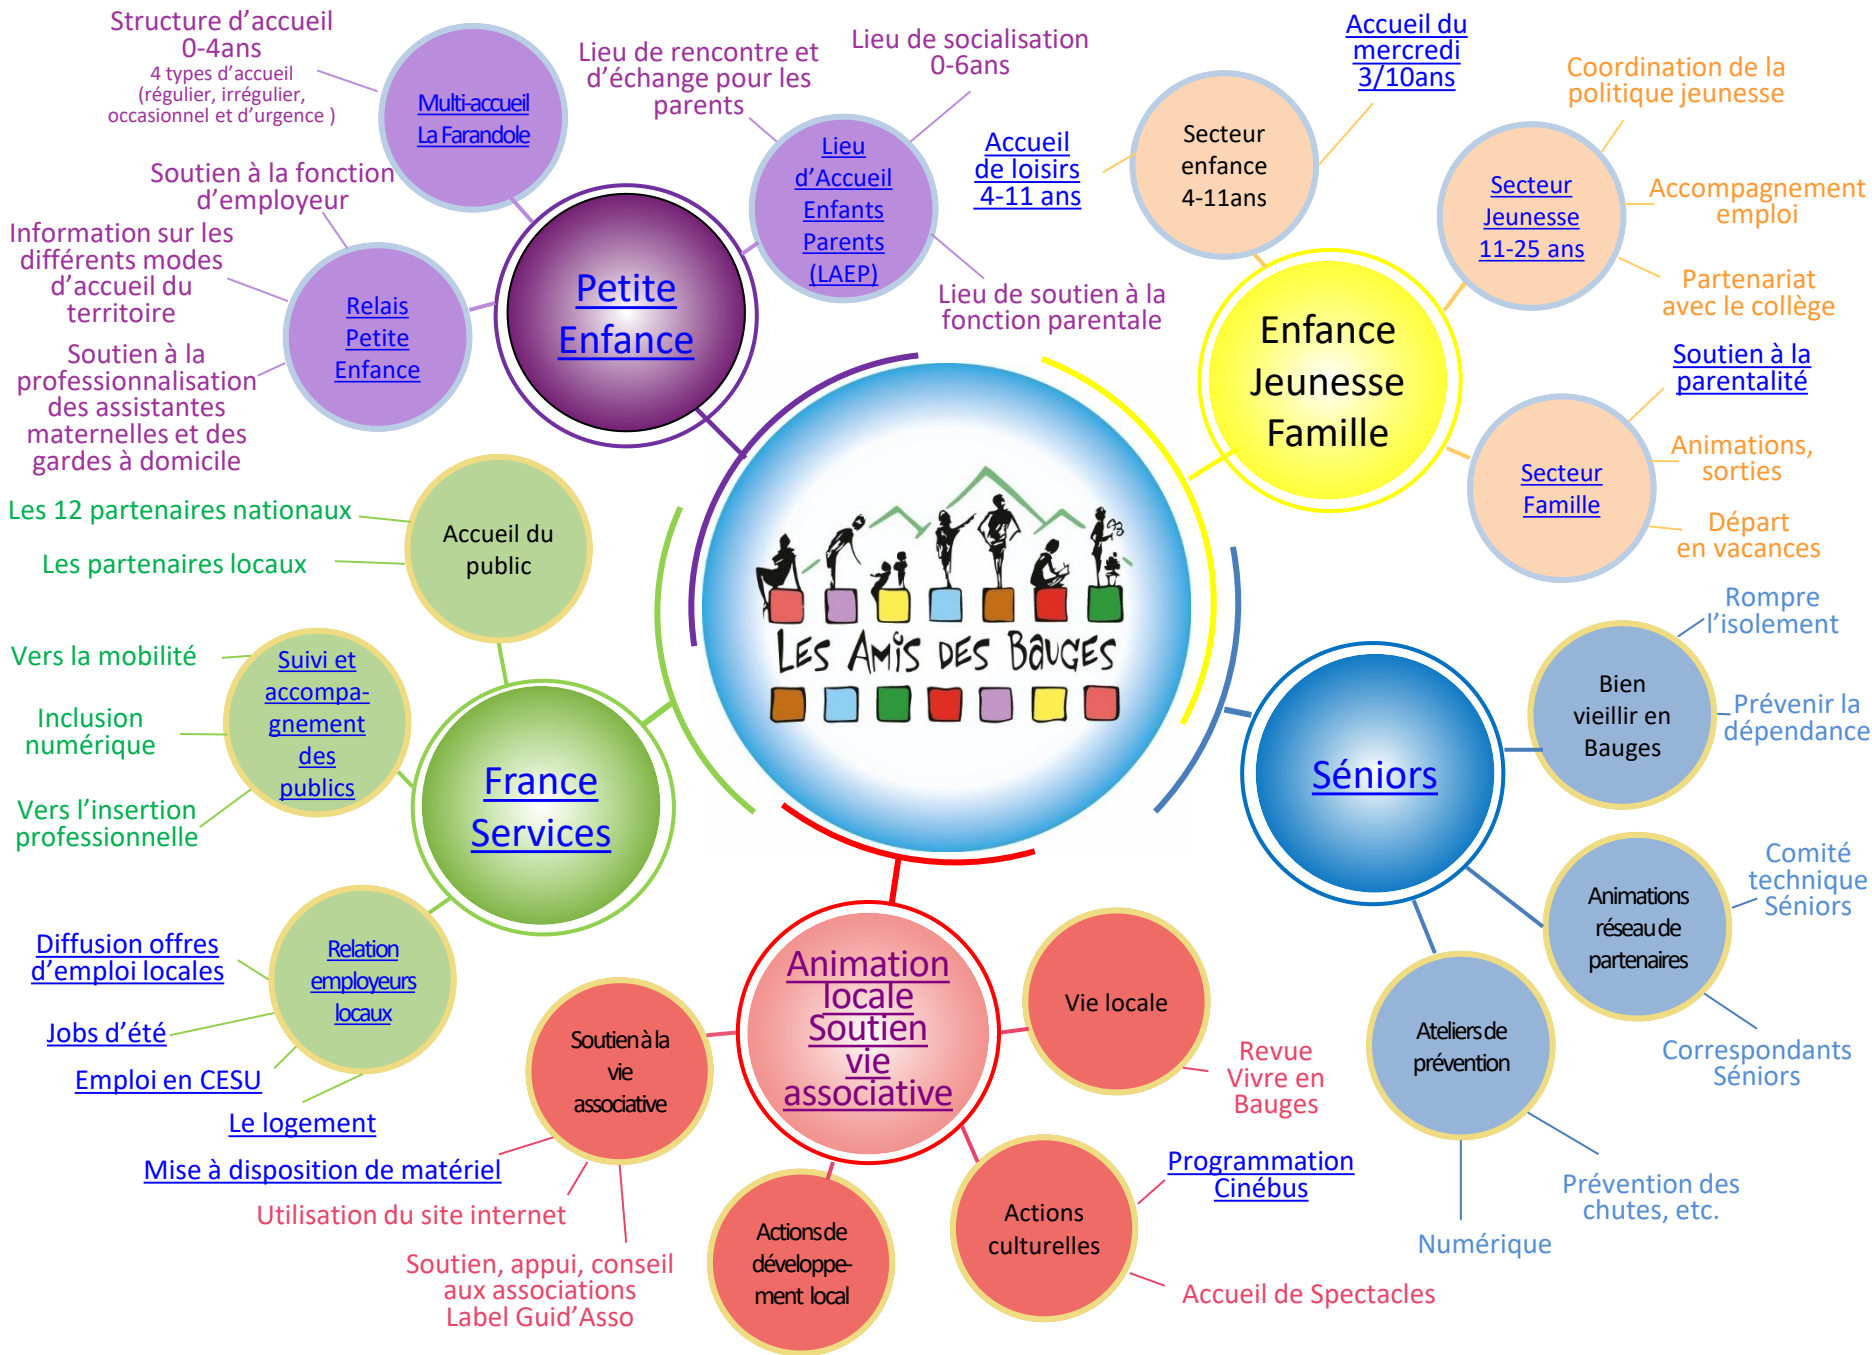 Structure d'accueil
0-4ans
4 types d'accueil
(régulier, irrégulier,
occasionnel et d'urgence )
Multi-accueil
La Farandole
Soutien à la fonction
d'employeur
Information sur les
différents modes
d'accueil du
territoire
Soutien à la
professionnalisation
des assistantes
maternelles et des
gardes à domicile
Relais
Petite
Enfance
Petite
Enfance
Lieu de rencontre et
d'échange pour les
parents
Lieu de socialisation
0-6ans
Lieu
d'Accueil
Enfants
Parents
(LAEP)
Lieu de soutien à la
fonction parentale
Accueil
de loisirs
4-11 ans
Secteur
enfance
4-11ans
Accueil du
mercredi
3/10ans
Enfance
Jeunesse
Famille
Secteur
Jeunesse
11-25 ans
Coordination de la
politique jeunesse
Accompagnement
emploi
Partenariat
avec le collège
Secteur
Famille
Soutien à la
parentalité
Animations,
sorties
Départ
en vacances
LES AMIS DES BAUGES
Les 12 partenaires nationaux
Les partenaires locaux
Accueil du
public
Vers la mobilité
Inclusion
numérique
Vers l'insertion
professionnelle
Suivi et
accompa-
gnement
des
publics
France
Services
Diffusion offres
d'emploi locales
Jobs d'été
Emploi en CESU
Le logement
Relation
employeurs
locaux
Séniors
Bien
vieillir en
Bauges
Rompre
l'isolement
Prévenir la
dépendance
Animations
réseau de
partenaires
Comité
technique
Séniors
Correspondants
Séniors
Ateliers de
prévention
Prévention des
chutes, etc.
Numérique
Animation
locale
Soutien
vie
associative
Vie locale
Revue
Vivre en
Bauges
Soutien à la
vie
associative
Mise à disposition de matériel
Utilisation du site internet
Soutien, appui, conseil
aux associations
Label Guid'Asso
Actions de
développe-
ment local
Actions
culturelles
Programmation
Cinébus
Accueil de Spectacles